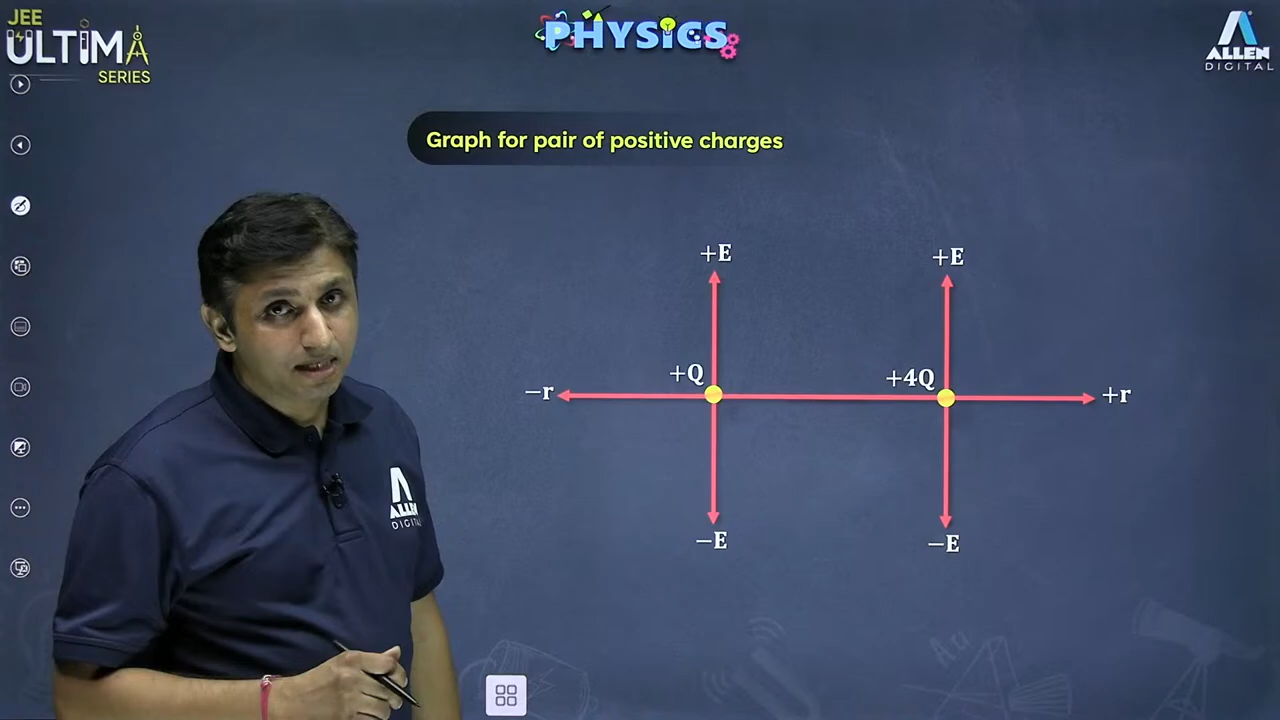 JEE
ULTIMA
SERIES
PHYSICS
ALLEN
DIGITAL
Graph for pair of positive charges
+E
+E
+Q
+4Q
−r
+r
−E
−E
ALLEN
DIGITAL